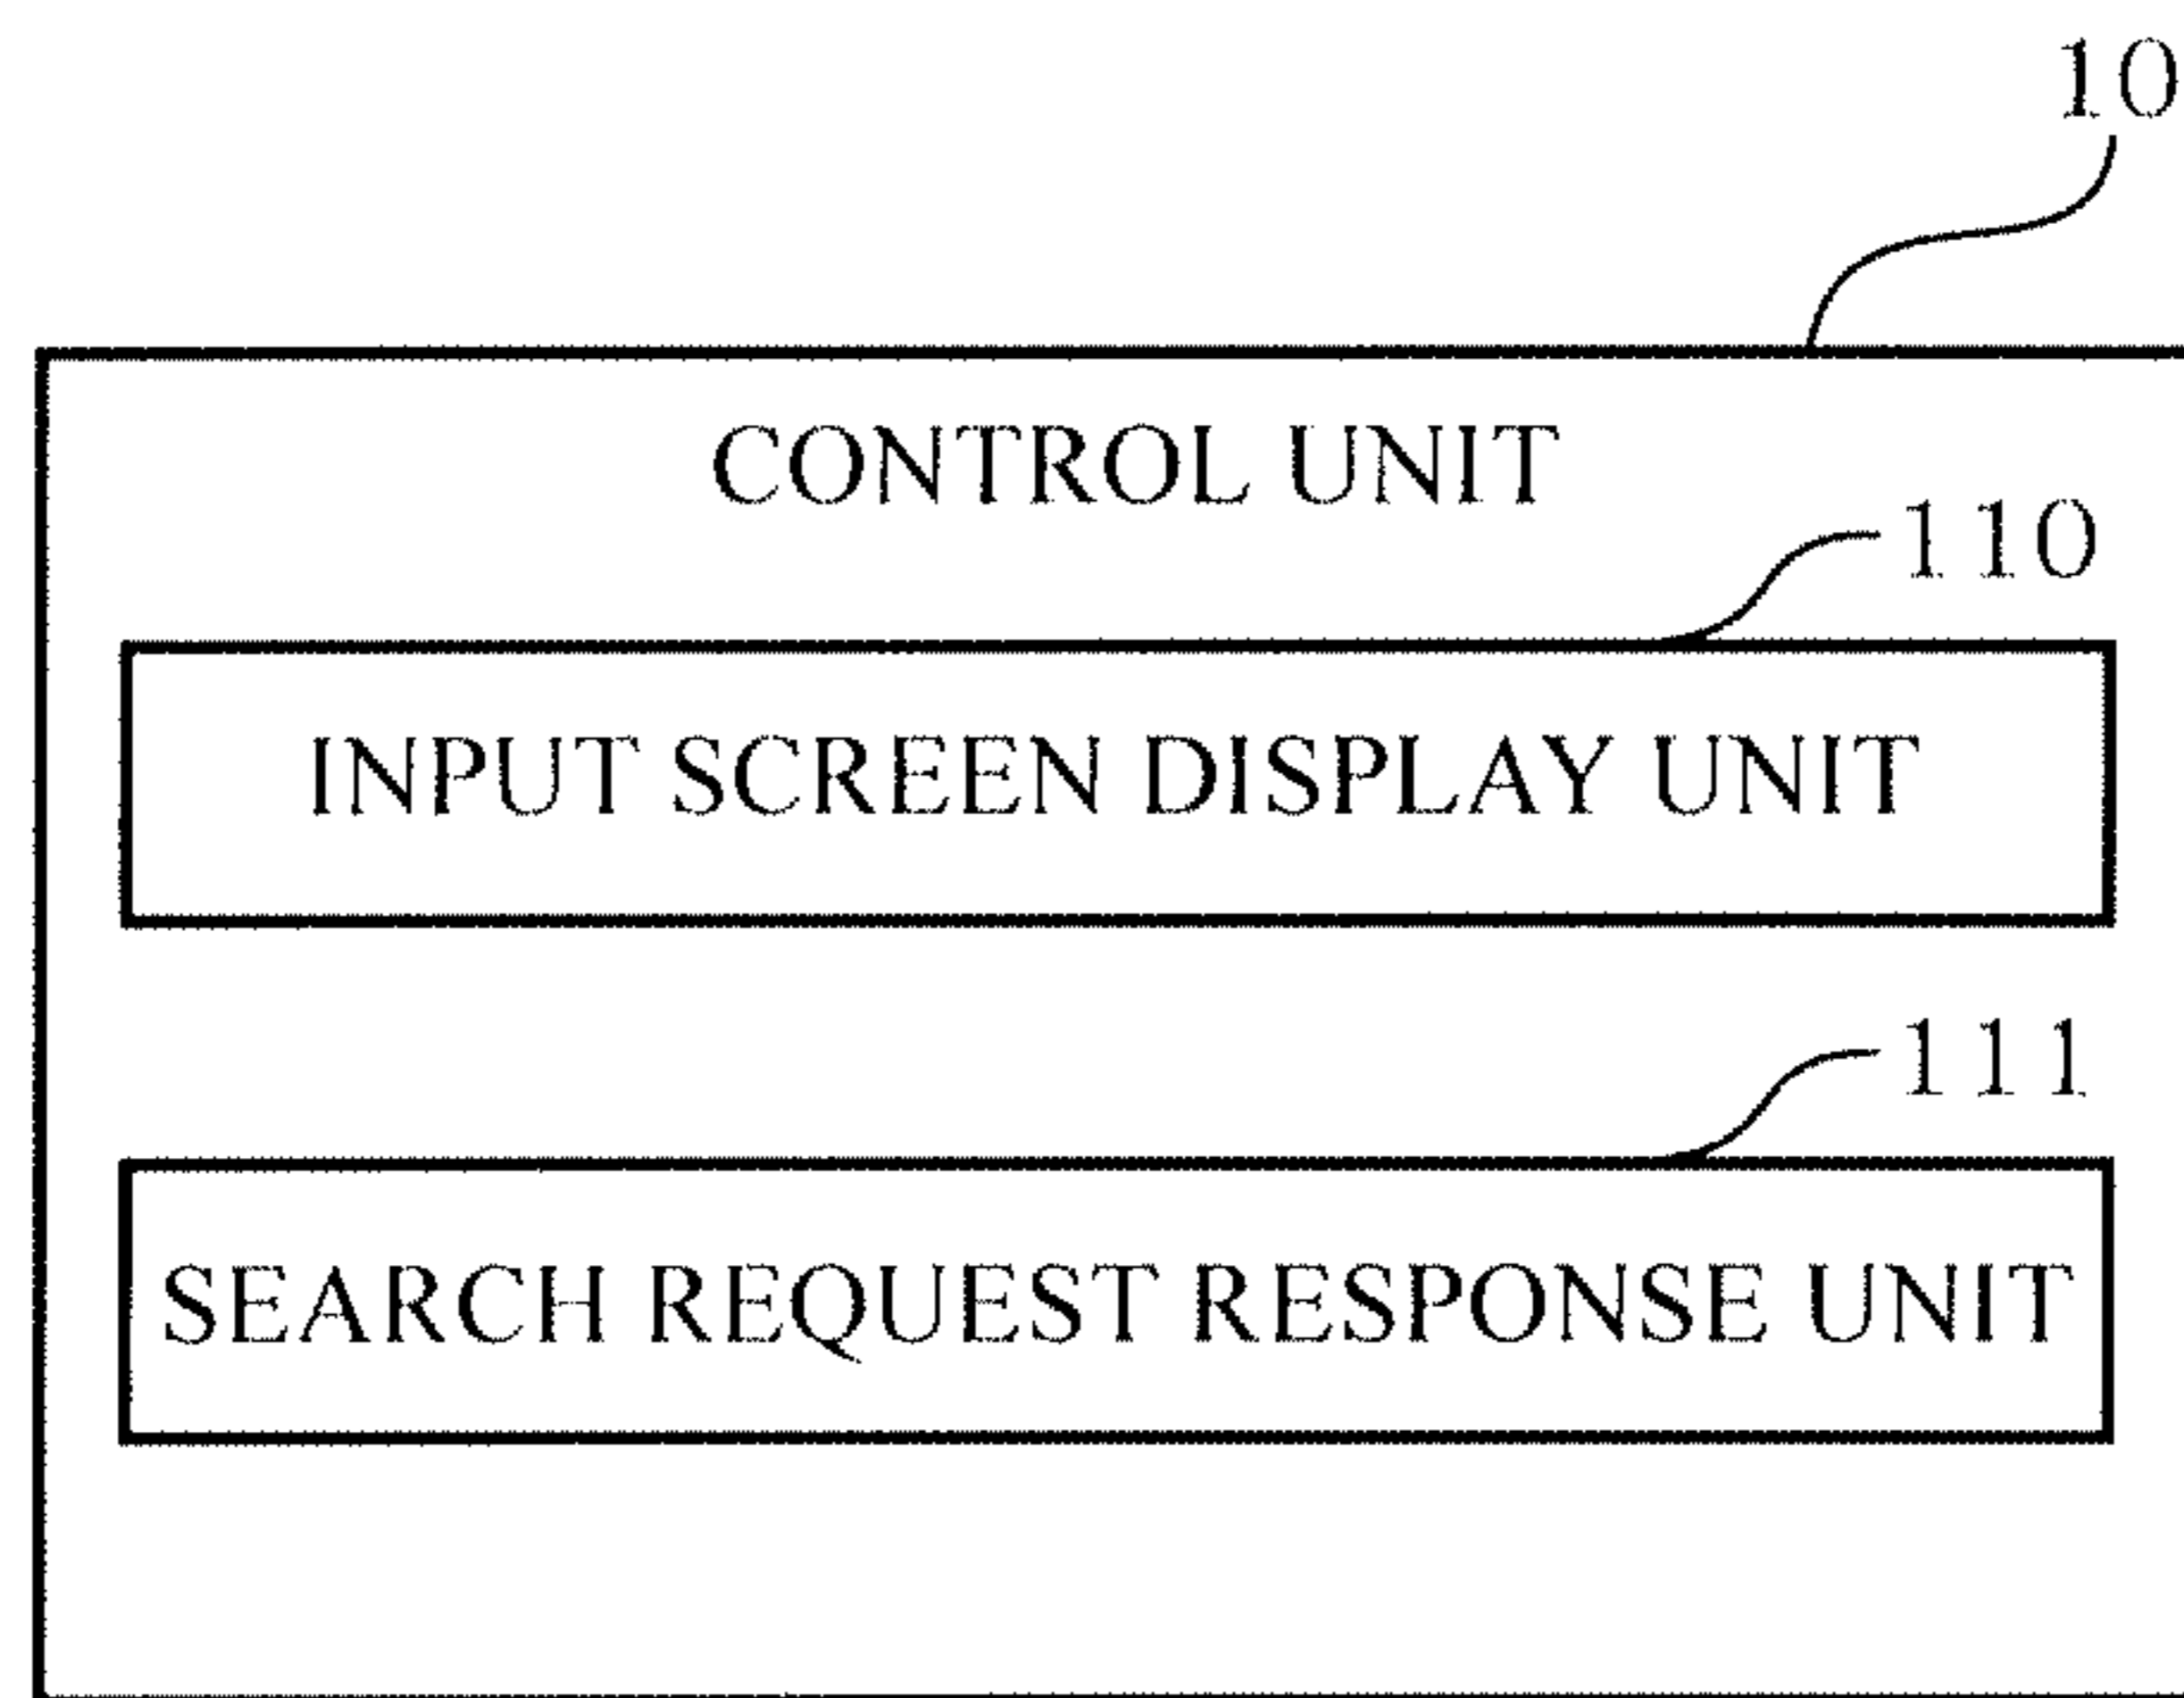 10
CONTROL UNIT
110
INPUT SCREEN DISPLAY UNIT
111
SEARCH REQUEST RESPONSE UNIT